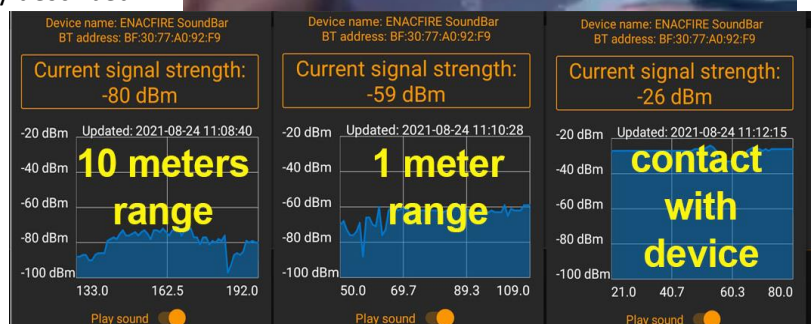 Device name: ENACFIRE SoundBar
BT address: BF:30:77:A0:92:F9
Current signal strength:
-80 dBm
-20 dBm Updated: 2021-08-24 11:08:40
-40 dBm
-60 dBm
-80 dBm
-100 dBm
10 meters
range
133.0 162.5 192.0
Play sound
Device name: ENACFIRE SoundBar
BT address: BF:30:77:A0:92:F9
Current signal strength:
-59 dBm
-20 dBm Updated: 2021-08-24 11:10:28
-40 dBm
-60 dBm
-80 dBm
-100 dBm
1 meter
range
50.0 69.7 89.3 109.0
Play sound
Device name: ENACFIRE SoundBar
BT address: BF:30:77:A0:92:F9
Current signal strength:
-26 dBm
-20 dBm Updated: 2021-08-24 11:12:15
-40 dBm
-60 dBm
-80 dBm
-100 dBm
contact
with
device
21.0 40.7 60.3 80.0
Play sound